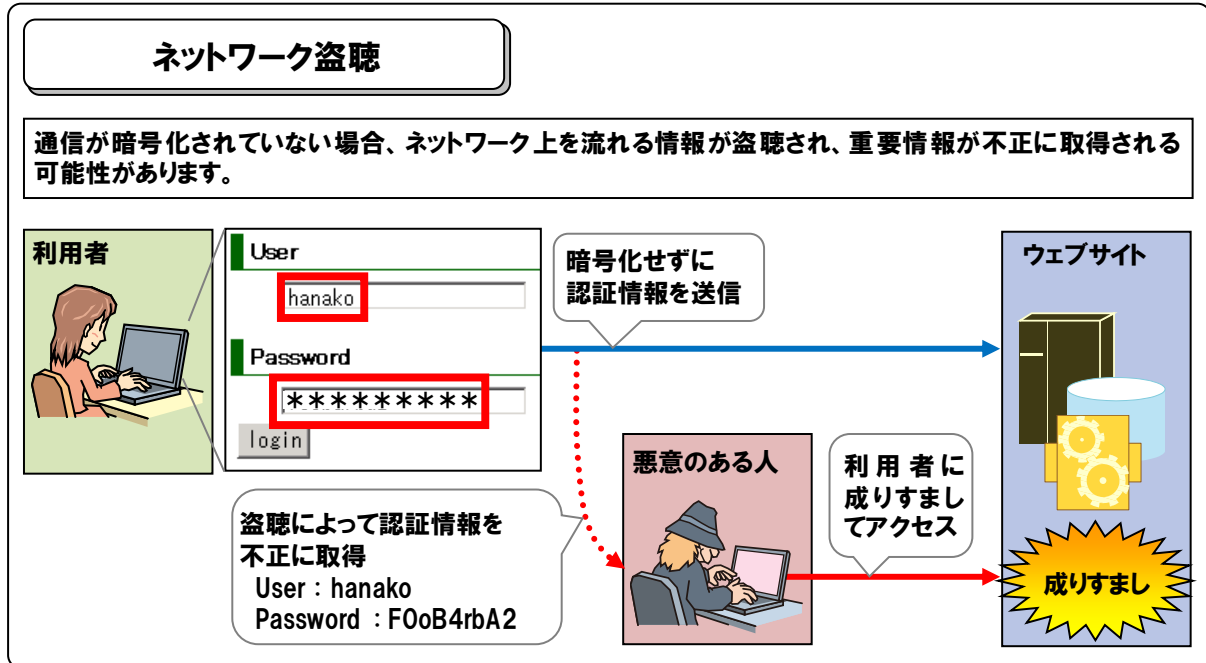 ネットワーク盗聴
通信が暗号化されていない場合、ネットワーク上を流れる情報が盗聴され、重要情報が不正に取得される
可能性があります。
利用者
User
hanako
Password
*********
login
暗号化せずに
認証情報を送信
ウェブサイト
盗聴によって認証情報を
不正に取得
User：hanako
Password ：F0oB4rbA2
悪意のある人
利用者に
成りすまし
てアクセス
成りすまし